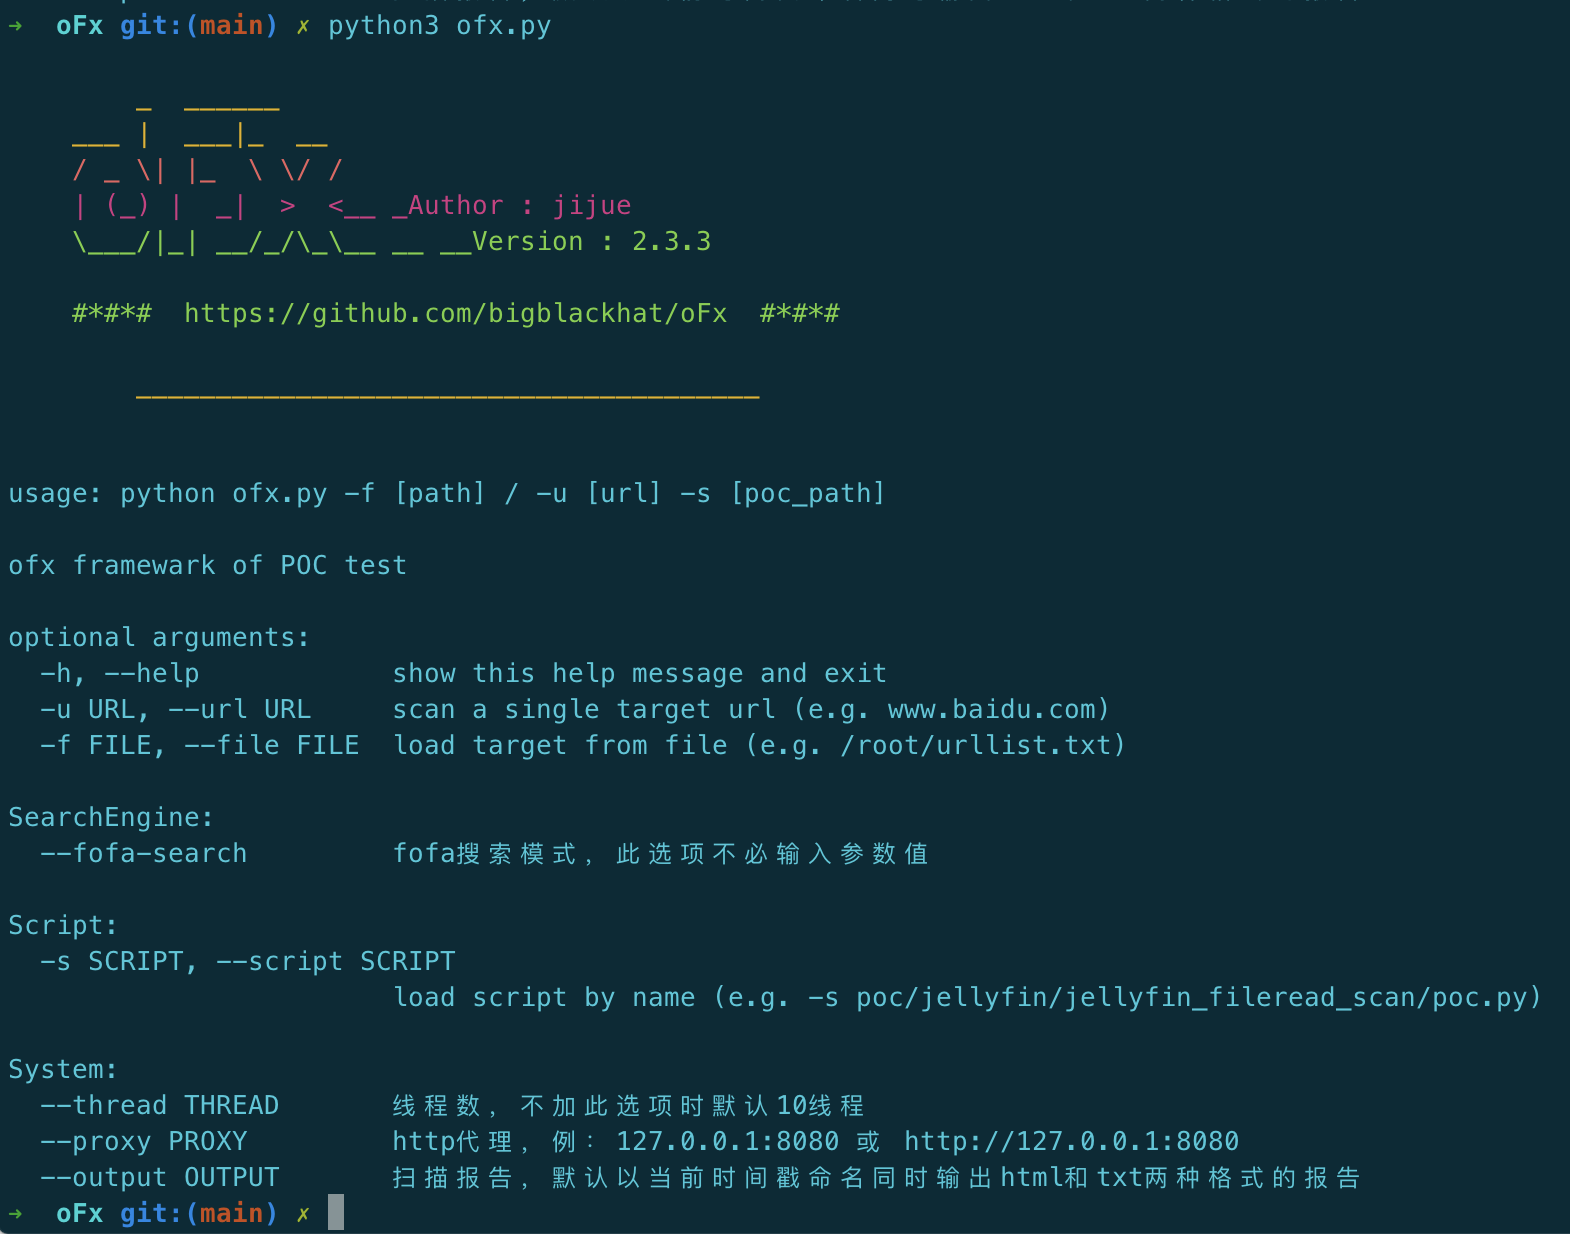 → oFx git:(main) ✗ python3 ofx.py
_  ______
___ |  ___|_  __
/ _ \| |_  \ \/ /
| (_) |  _|  >  <__ _Author : jijue
\___/|_| __/_/\_\__ __ __Version : 2.3.3
#*#*#  https://github.com/bigblackhat/oFx  #*#*#
_______________________________________
usage: python ofx.py -f [path] / -u [url] -s [poc_path]
ofx framewark of POC test
optional arguments:
-h, --help            show this help message and exit
-u URL, --url URL     scan a single target url (e.g. www.baidu.com)
-f FILE, --file FILE  load target from file (e.g. /root/urllist.txt)
SearchEngine:
--fofa-search         fofa搜索模式，此选项不必输入参数值
Script:
-s SCRIPT, --script SCRIPT
load script by name (e.g. -s poc/jellyfin/jellyfin_fileread_scan/poc.py)
System:
--thread THREAD       线程数，不加此选项时默认10线程
--proxy PROXY         http代理，例：127.0.0.1:8080 或 http://127.0.0.1:8080
--output OUTPUT       扫描报告，默认以当前时间戳命名同时输出html和txt两种格式的报告
→ oFx git:(main) ✗